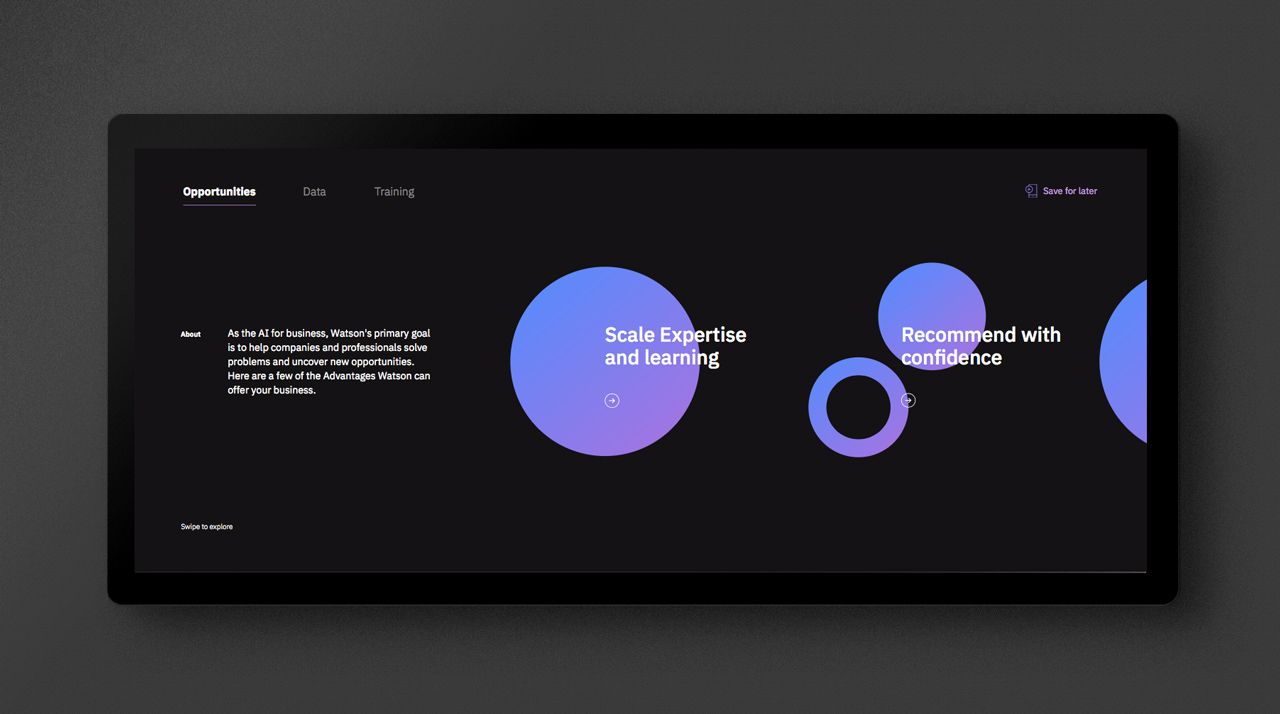 Opportunities
Data
Training
Save for later
About
As the AI for business, Watson's primary goal
is to help companies and professionals solve
problems and uncover new opportunities.
Here are a few of the Advantages Watson can
offer your business.
Scale Expertise
and learning
Recommend with
confidence
Swipe to explore